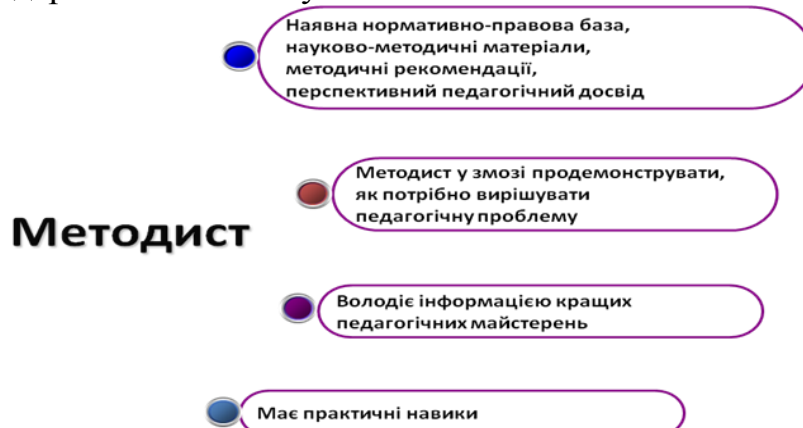 Наявна нормативно-правова база,
науково-методичні матеріали,
методичні рекомендації,
перспективний педагогічний досвід
Методист у змозі продемонструвати,
як потрібно вирішувати
педагогічну проблему
Методист
Володіє інформацією кращих
педагогічних майстерень
Має практичні навики